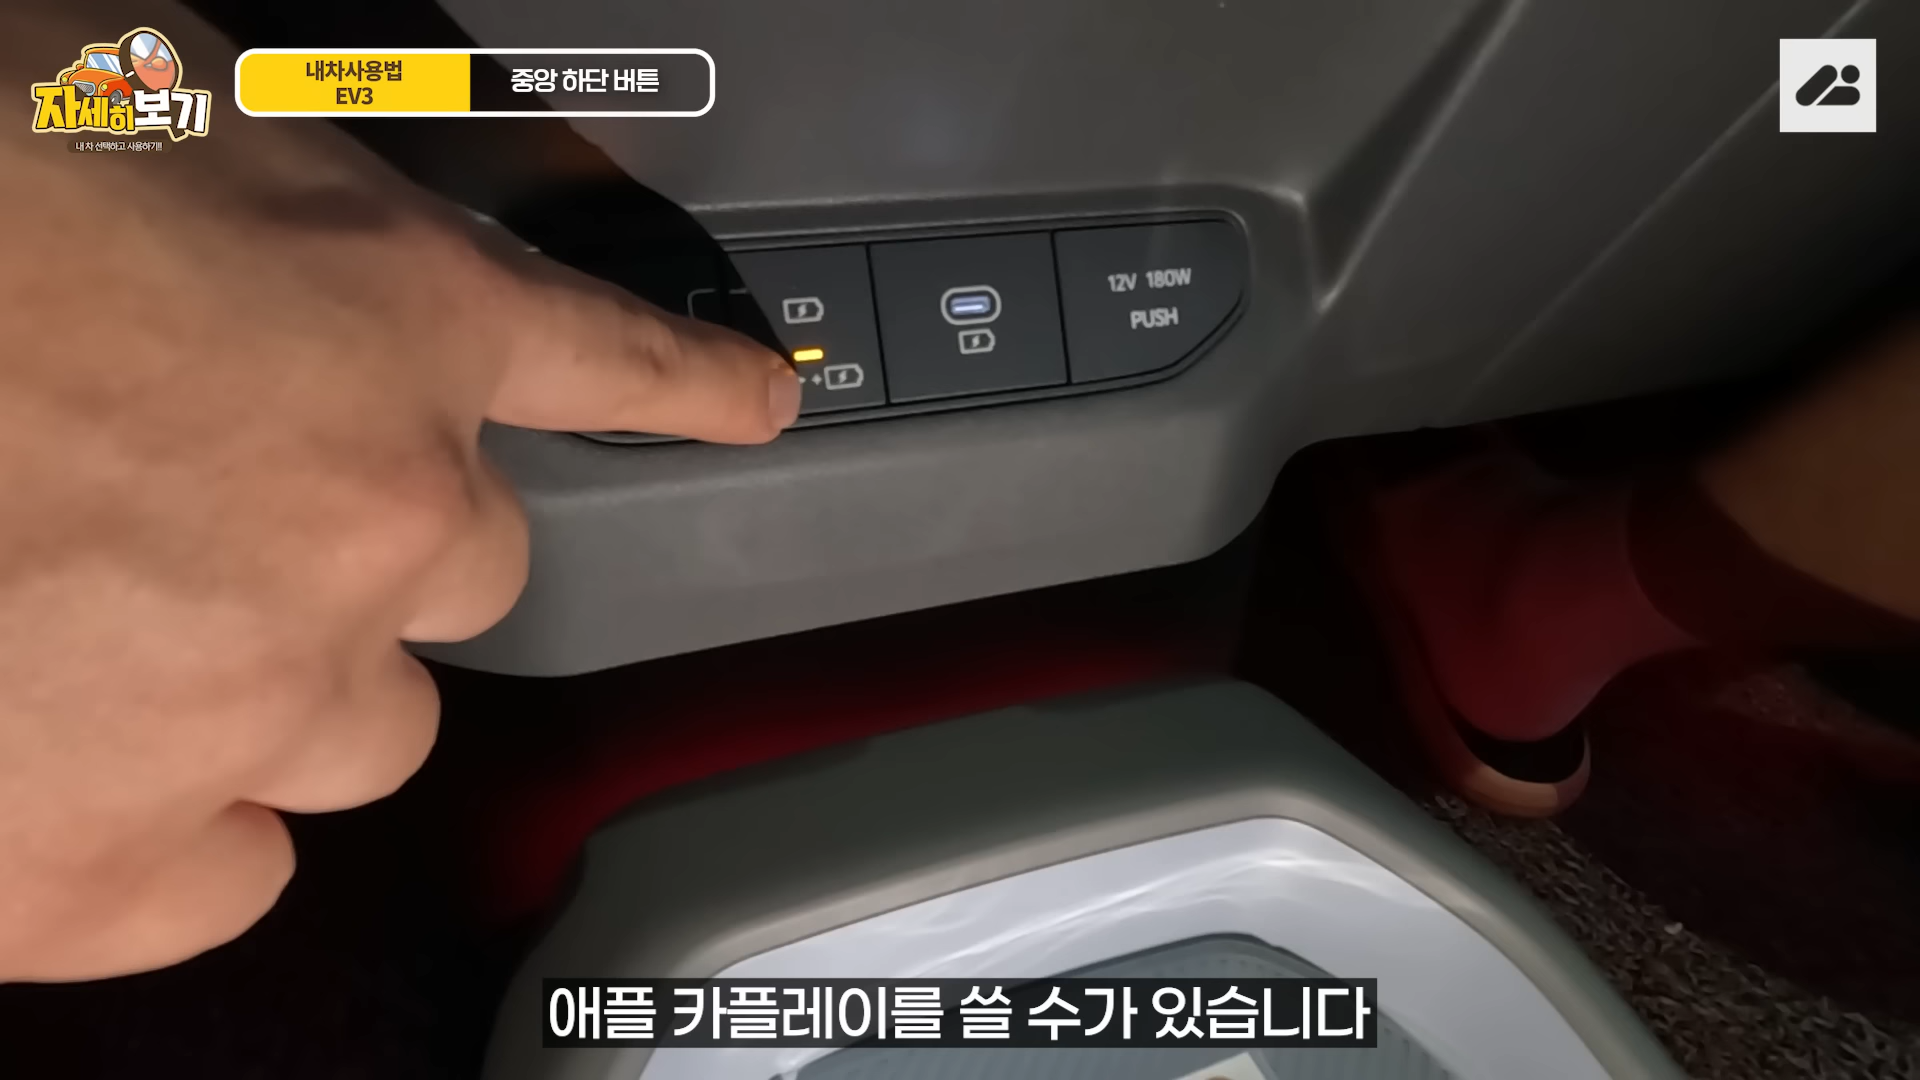 자세히보기
내 차 선택하고 사용하기!!
내차사용법
EV3
중앙 하단 버튼
12V 180W
PUSH
애플 카플레이를 쓸 수가 있습니다